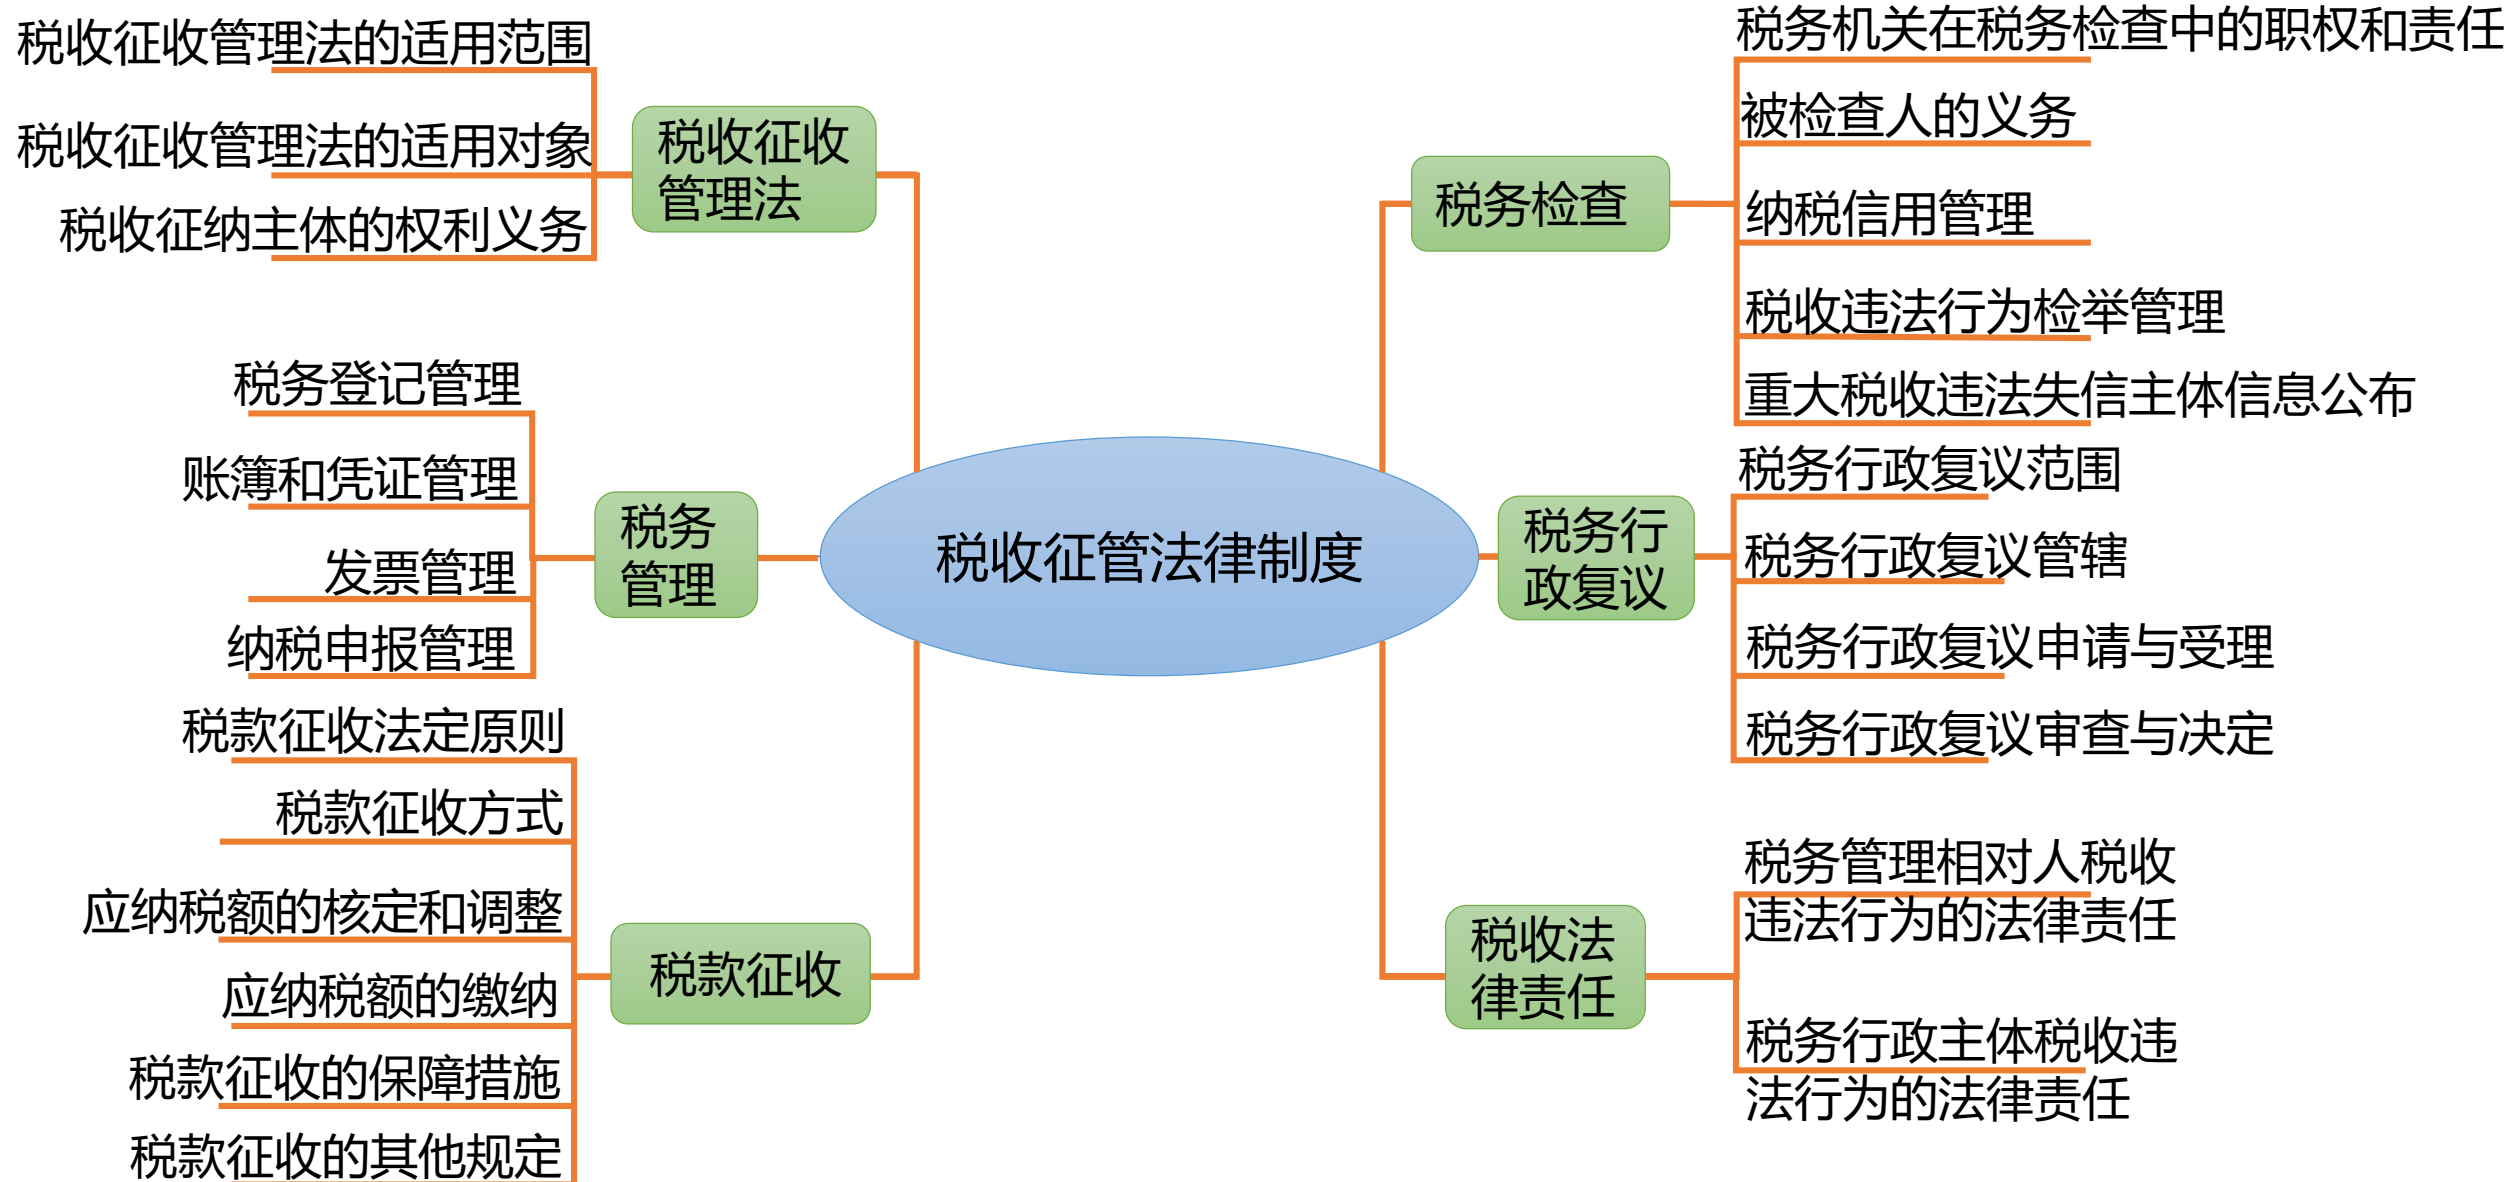 税收征收管理法的适用范围
税收征收管理法的适用对象
税收征纳主体的权利义务
税收征收
管理法
税务登记管理
账簿和凭证管理
发票管理
纳税申报管理
税务
管理
税款征收法定原则
税款征收方式
应纳税额的核定和调整
应纳税额的缴纳
税款征收的保障措施
税款征收的其他规定
税款征收
税收征管法律制度
税务检查
税务机关在税务检查中的职权和责任
被检查人的义务
纳税信用管理
税收违法行为检举管理
重大税收违法失信主体信息公布
税务行
政复议
税务行政复议范围
税务行政复议管辖
税务行政复议申请与受理
税务行政复议审查与决定
税收法
律责任
税务管理相对人税收
违法行为的法律责任
税务行政主体税收违
法行为的法律责任